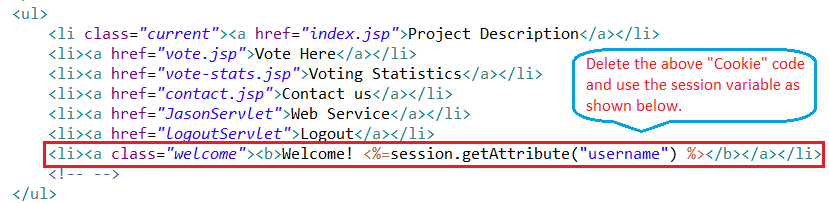 <ul>
<li class="current"><a href="index.jsp">Project Description</a></li>
<li><a href="vote.jsp">Vote Here</a></li>
<li><a href="vote-stats.jsp">Voting Statistics</a></li>
<li><a href="contact.jsp">Contact us</a></li>
<li><a href="JasonServlet">Web Service</a></li>
<li><a href="logoutServlet">Logout</a></li>
<li><a class="welcome"><b>Welcome! <%=session.getAttribute("username") %></b></a></li>
<!-- -->
</ul>
Delete the above "Cookie" code
and use the session variable as
shown below.